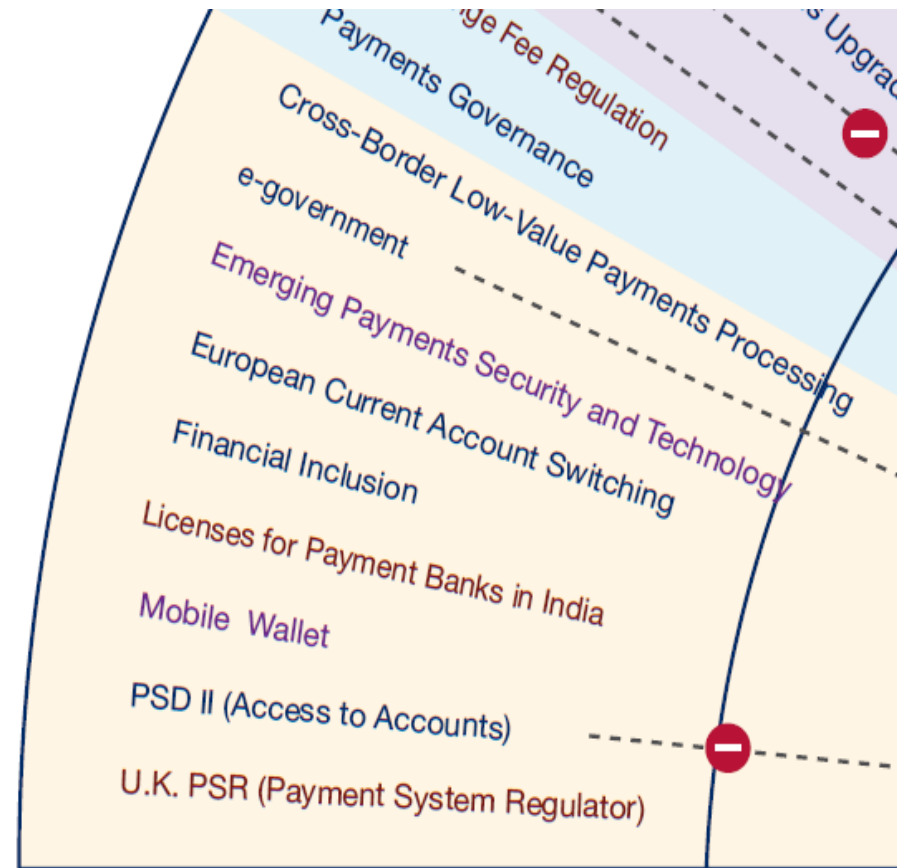 s Upgrad
nge Fee Regulation
Payments Governance
Cross-Border Low-Value Payments Processing
e-government
Emerging Payments Security and Technology
European Current Account Switching
Financial Inclusion
Licenses for Payment Banks in India
Mobile Wallet
PSD II (Access to Accounts)
U.K. PSR (Payment System Regulator)